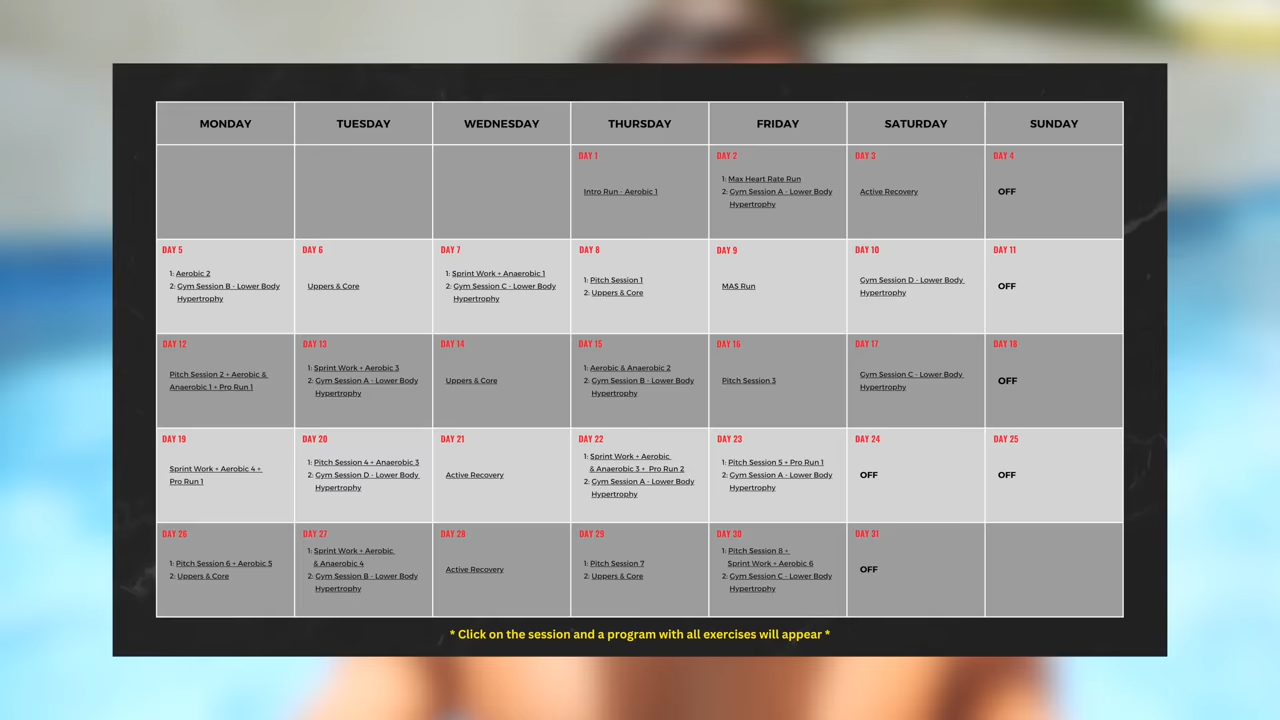 MONDAY TUESDAY WEDNESDAY THURSDAY FRIDAY SATURDAY SUNDAY
DAY 1
Intro Run - Aerobic 1
DAY 2
1: Max Heart Rate Run
2: Gym Session A - Lower Body
Hypertrophy
DAY 3
Active Recovery
DAY 4
OFF
DAY 5
1: Aerobic 2
2: Gym Session B - Lower Body
Hypertrophy
DAY 6
Uppers & Core
DAY 7
1: Sprint Work + Anaerobic 1
2: Gym Session C - Lower Body
Hypertrophy
DAY 8
1: Pitch Session 1
2: Uppers & Core
DAY 9
MAS Run
DAY 10
Gym Session D - Lower Body
Hypertrophy
DAY 11
OFF
DAY 12
Pitch Session 2 + Aerobic &
Anaerobic 1 + Pro Run 1
DAY 13
1: Sprint Work + Aerobic 3
2: Gym Session A - Lower Body
Hypertrophy
DAY 14
Uppers & Core
DAY 15
1: Aerobic & Anaerobic 2
2: Gym Session B - Lower Body
Hypertrophy
DAY 16
Pitch Session 3
DAY 17
Gym Session C - Lower Body
Hypertrophy
DAY 18
OFF
DAY 19
Sprint Work + Aerobic 4 +
Pro Run 1
DAY 20
1: Pitch Session 4 + Anaerobic 3
2: Gym Session D - Lower Body
Hypertrophy
DAY 21
Active Recovery
DAY 22
1: Sprint Work + Aerobic
& Anaerobic 3 + Pro Run 2
2: Gym Session A - Lower Body
Hypertrophy
DAY 23
1: Pitch Session 5 + Pro Run 1
2: Gym Session A - Lower Body
Hypertrophy
DAY 24
OFF
DAY 25
OFF
DAY 26
1: Pitch Session 6 + Aerobic 5
2: Uppers & Core
DAY 27
1: Sprint Work + Aerobic
& Anaerobic 4
2: Gym Session B - Lower Body
Hypertrophy
DAY 28
Active Recovery
DAY 29
1: Pitch Session 7
2: Uppers & Core
DAY 30
1: Pitch Session 8 +
Sprint Work + Aerobic 6
2: Gym Session C - Lower Body
Hypertrophy
DAY 31
OFF
* Click on the session and a program with all exercises will appear *